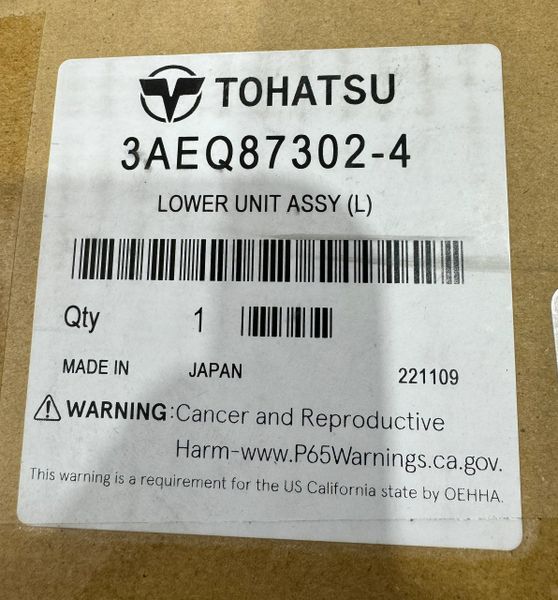 TOHATSU
3AEQ87302-4
LOWER UNIT ASSY (L)
Qty 1
MADE IN JAPAN 221109
WARNING:Cancer and Reproductive
Harm-www.P65Warnings.ca.gov.
This warning is a requirement for the US California state by OEHHA.